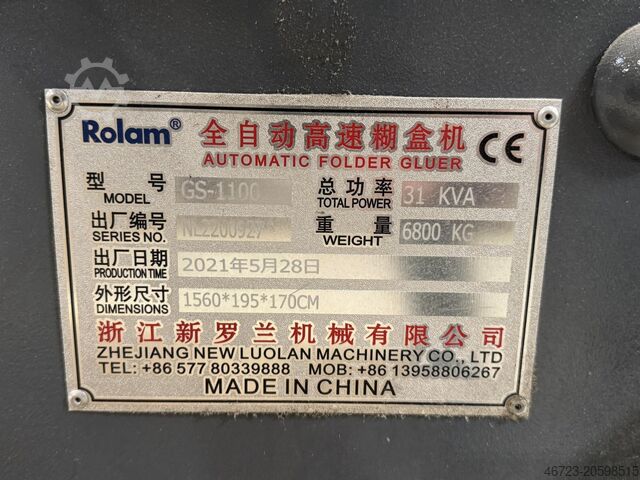 Rolam® 全自动高速糊盒机 CE
AUTOMATIC FOLDER GLUER
型号 GS-1100 总功率 31 KVA
MODEL TOTAL POWER
出厂编号 NL2200927 重量 6800 KG
SERIES NO. WEIGHT
出厂日期 2021年5月28日
PRODUCTION TIME
外形尺寸 1560*195*170CM
DIMENSIONS
浙江新罗兰机械有限公司
ZHEJIANG NEW LUOLAN MACHINERY CO., LTD
TEL: +86 577 80339888 MOB: +86 13958806267
MADE IN CHINA
46723-20598515